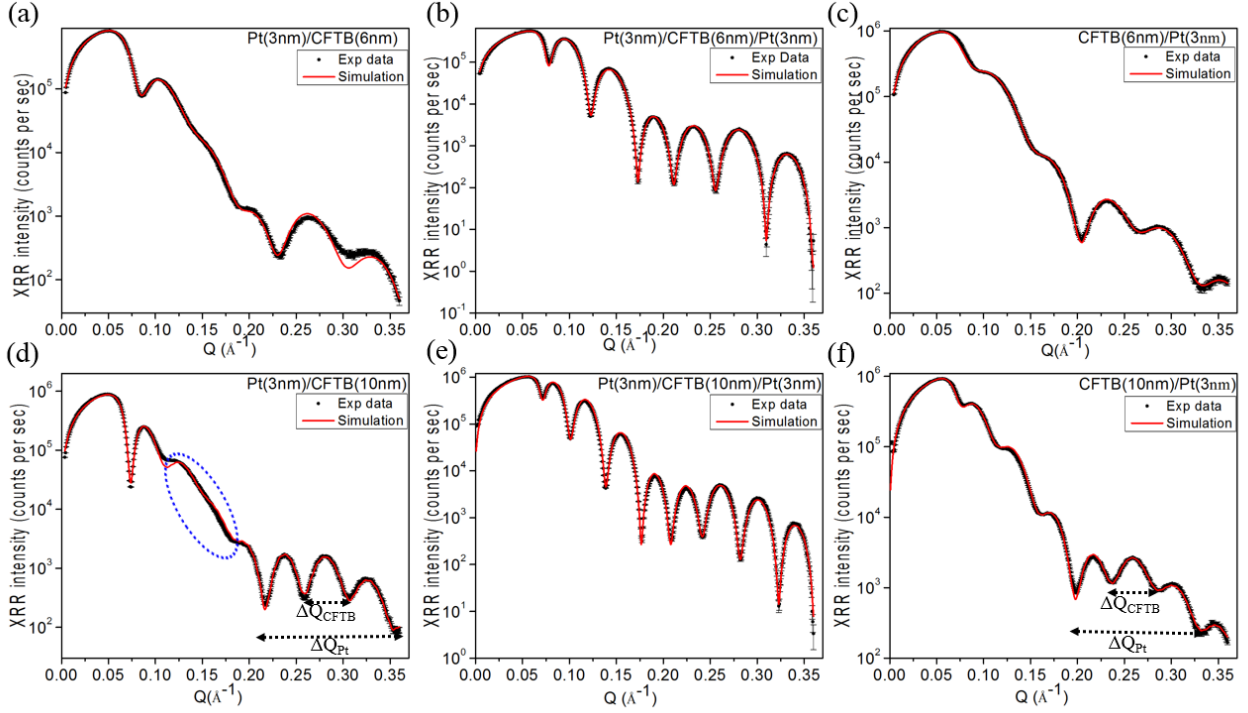 (a)
Pt(3nm)/CFTB(6nm)
Exp data
Simulation
XRR intensity (counts per sec)
10^5
10^4
10^3
10^2
0.00 0.05 0.10 0.15 0.20 0.25 0.30 0.35
Q (Å^-1)
(b)
Pt(3nm)/CFTB(6nm)/Pt(3nm)
Exp Data
Simulation
XRR intensity (counts per sec)
10^5
10^4
10^3
10^2
10^1
10^0
10^-1
0.00 0.05 0.10 0.15 0.20 0.25 0.30 0.35
Q (Å^-1)
(c)
CFTB(6nm)/Pt(3nm)
Exp data
Simulation
XRR intensity (counts per sec)
10^6
10^5
10^4
10^3
10^2
0.00 0.05 0.10 0.15 0.20 0.25 0.30 0.35
Q(Å^-1)
(d)
Pt(3nm)/CFTB(10nm)
Exp data
Simulation
XRR intensity (counts per sec)
10^6
10^5
10^4
10^3
10^2
ΔQCFTB
ΔQPt
0.00 0.05 0.10 0.15 0.20 0.25 0.30 0.35
Q(Å^-1)
(e)
Pt(3nm)/CFTB(10nm)/Pt(3nm)
Exp data
Simulation
XRR intensity (counts per sec)
10^6
10^5
10^4
10^3
10^2
10^1
10^0
0.00 0.05 0.10 0.15 0.20 0.25 0.30 0.35
Q (Å^-1)
(f)
CFTB(10nm)/Pt(3nm)
Exp data
Simulation
XRR intensity (counts per sec)
10^6
10^5
10^4
10^3
10^2
ΔQCFTB
ΔQPt
0.00 0.05 0.10 0.15 0.20 0.25 0.30 0.35
Q (Å^-1)